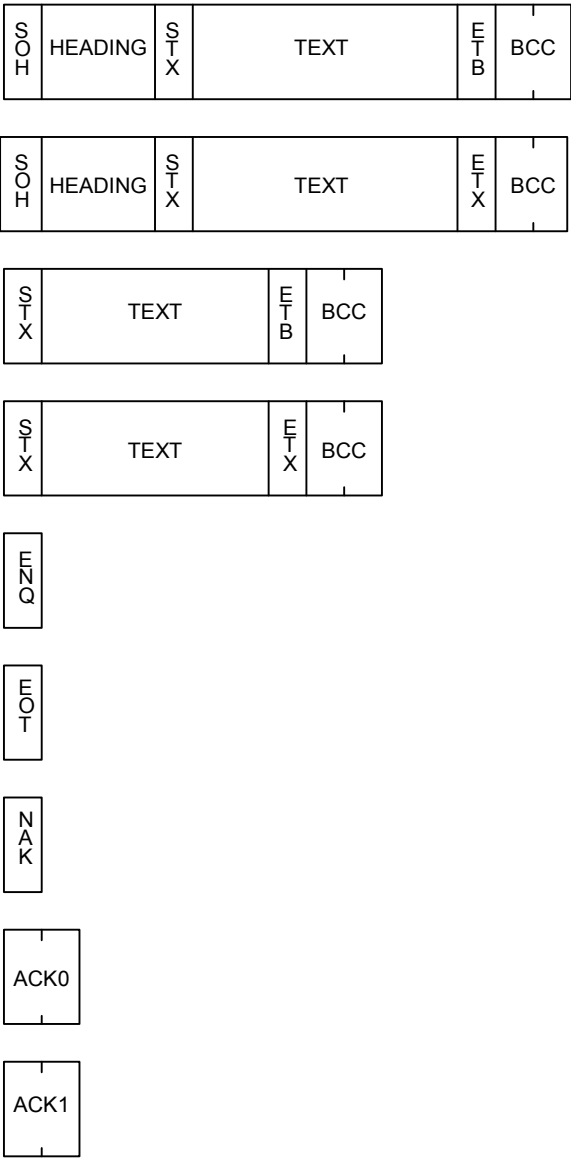 SOH HEADING STX TEXT ETB BCC
SOH HEADING STX TEXT ETX BCC
STX TEXT ETB BCC
STX TEXT ETX BCC
ENQ
EOT
NAK
ACK0
ACK1